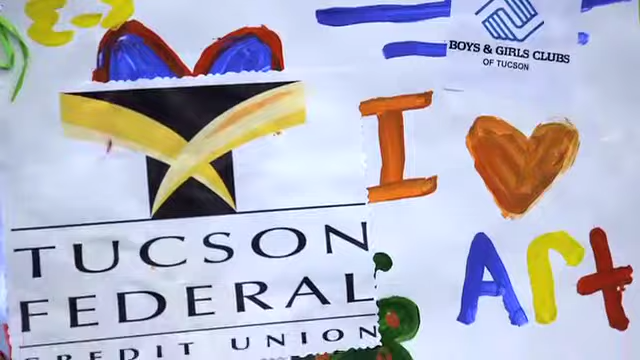 BOYS & GIRLS CLUBS
OF TUCSON
I
Art
TUCSON
FEDERAL
CREDIT UNION